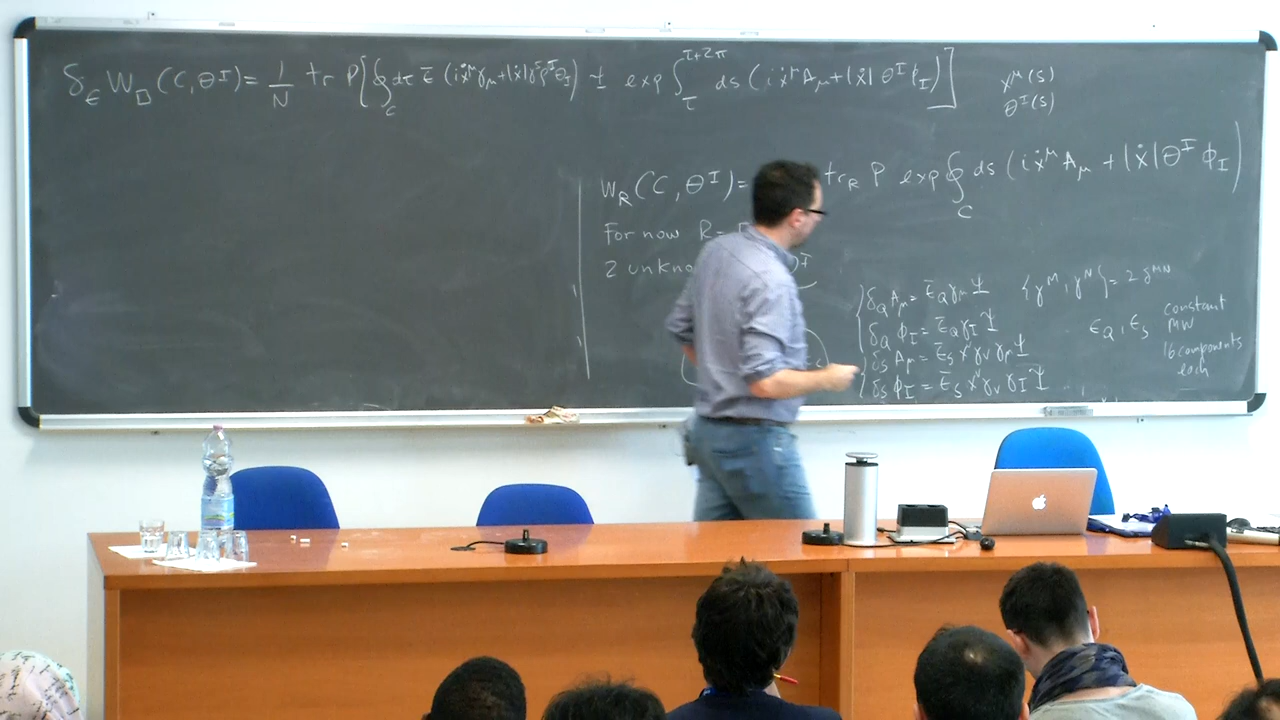 δ_ϵ W_□ (C, θ^I) = 1/N tr P[∮_C dτ ϵ̄ (i ẋ^μ γ_μ + |ẋ| γ^I θ_I) Ψ exp ∫_τ^{τ+2π} ds (i ẋ^μ A_μ + |ẋ| θ^I ϕ_I)]
x^μ(s)
θ^I(s)
W_R (C, θ^I) = tr_R P exp ∮_C ds (i ẋ^μ A_μ + |ẋ| θ^I ϕ_I)
For now R =
2 unkno
δ_Q A_μ = ϵ̄_Q γ_μ Ψ
{γ^M, γ^N} = 2 δ^{MN}
δ_Q ϕ_I = ϵ̄_Q γ_I Ψ
δ_S A_μ = ϵ̄_S x^ν γ_ν γ_μ Ψ
δ_S ϕ_I = ϵ̄_S x^ν γ_ν γ_I Ψ
ϵ_Q, ϵ_S
constant
MW
16 components
each